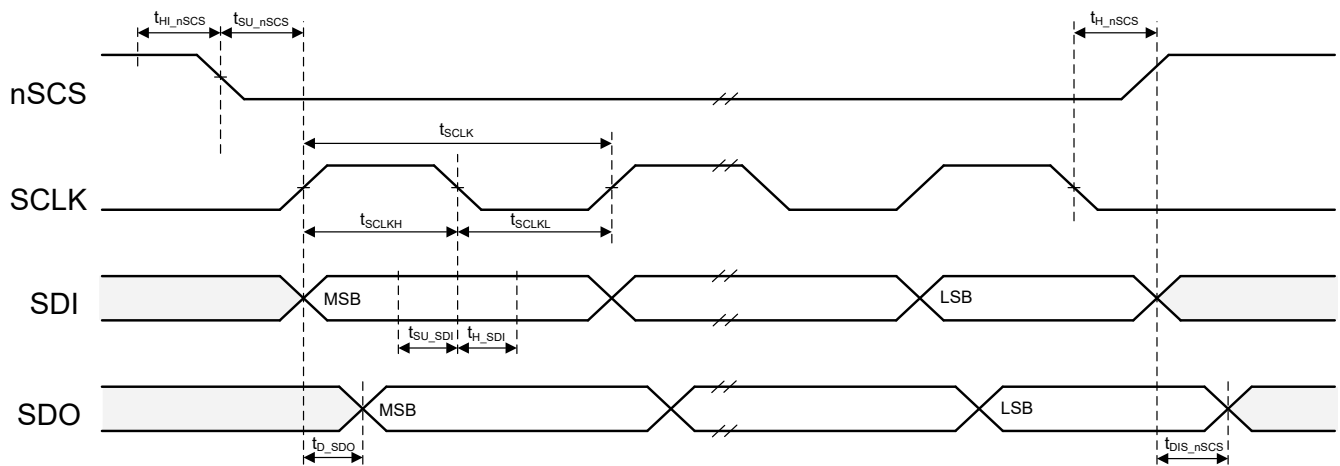 tHI_nSCS tSU_nSCS tH_nSCS
nSCS
tSCLK
SCLK
tSCLKH tSCLKL
SDI MSB LSB
tSU_SDI tH_SDI
SDO MSB LSB
tD_SDO tDIS_nSCS